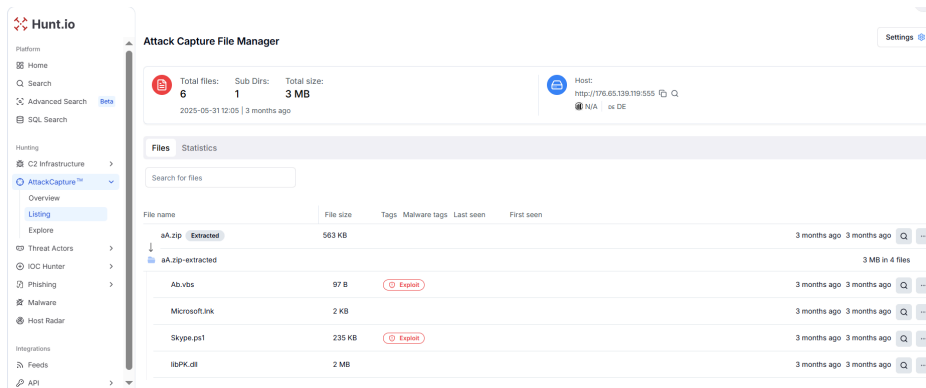 Hunt.io
Platform
Home
Search
Advanced Search Beta
SQL Search
Hunting
C2 Infrastructure
AttackCapture™
Overview
Listing
Explore
Threat Actors
IOC Hunter
Phishing
Malware
Host Radar
Integrations
Feeds
API
Attack Capture File Manager
Settings
Total files: Sub Dirs: Total size:
6 1 3 MB
2025-05-31 12:05 | 3 months ago
Host:
http://176.65.139.119:555
N/A DE DE
Files Statistics
Search for files
File name File size Tags Malware tags Last seen First seen
aA.zip Extracted 563 KB 3 months ago 3 months ago
aA.zip-extracted 3 MB in 4 files
Ab.vbs 97 B Exploit 3 months ago 3 months ago
Microsoft.lnk 2 KB 3 months ago 3 months ago
Skype.ps1 235 KB Exploit 3 months ago 3 months ago
libPK.dll 2 MB 3 months ago 3 months ago